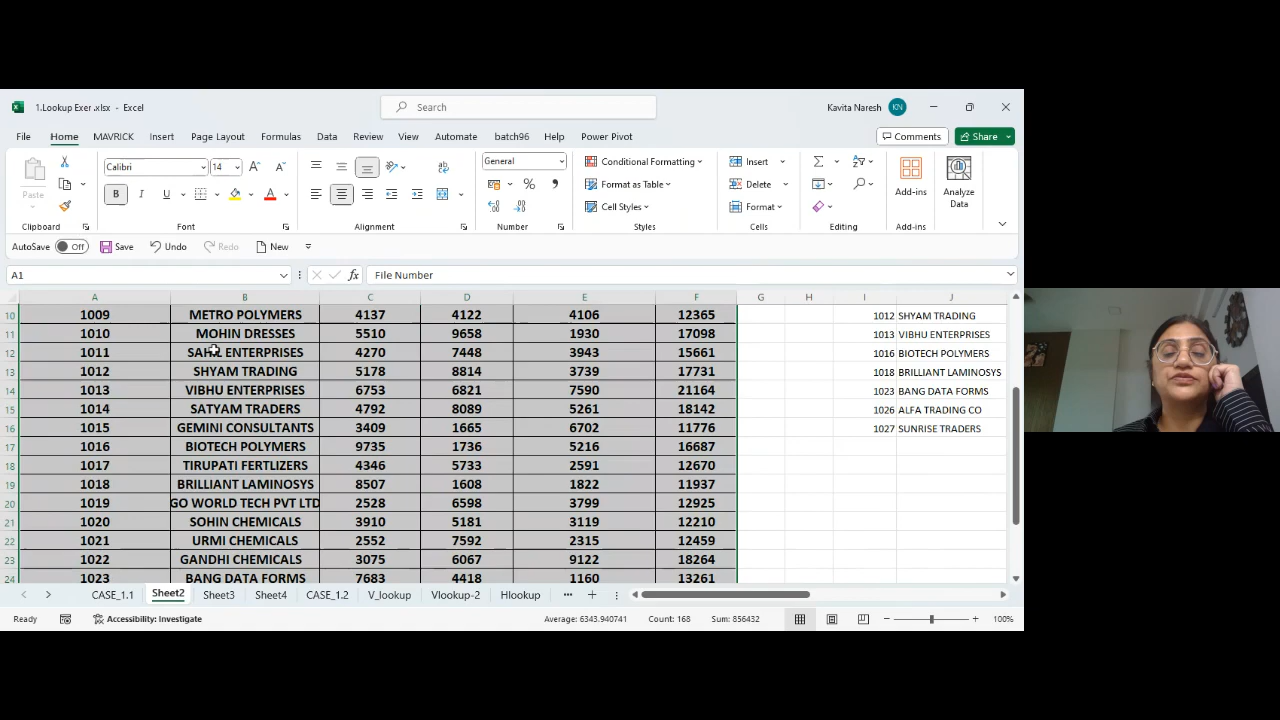 1.Lookup Exer .xlsx - Excel
Search
Kavita Naresh
KN
File Home MAVRICK Insert Page Layout Formulas Data Review View Automate batch96 Help Power Pivot
Comments Share
Paste
Clipboard
Calibri 14
B I U
Font
Alignment
General
Number
Conditional Formatting
Format as Table
Cell Styles
Styles
Insert
Delete
Format
Cells
Editing
Add-ins
Add-ins
Analyze
Data
AutoSave Off Save Undo Redo New
A1 fx File Number
A B C D E F G H I J
10 1009 METRO POLYMERS 4137 4122 4106 12365 1012 SHYAM TRADING
11 1010 MOHIN DRESSES 5510 9658 1930 17098 1013 VIBHU ENTERPRISES
12 1011 SAHIL ENTERPRISES 4270 7448 3943 15661 1016 BIOTECH POLYMERS
13 1012 SHYAM TRADING 5178 8814 3739 17731 1018 BRILLIANT LAMINOSYS
14 1013 VIBHU ENTERPRISES 6753 6821 7590 21164 1023 BANG DATA FORMS
15 1014 SATYAM TRADERS 4792 8089 5261 18142 1026 ALFA TRADING CO
16 1015 GEMINI CONSULTANTS 3409 1665 6702 11776 1027 SUNRISE TRADERS
17 1016 BIOTECH POLYMERS 9735 1736 5216 16687
18 1017 TIRUPATI FERTLIZERS 4346 5733 2591 12670
19 1018 BRILLIANT LAMINOSYS 8507 1608 1822 11937
20 1019 GO WORLD TECH PVT LTD 2528 6598 3799 12925
21 1020 SOHIN CHEMICALS 3910 5181 3119 12210
22 1021 URMI CHEMICALS 2552 7592 2315 12459
23 1022 GANDHI CHEMICALS 3075 6067 9122 18264
24 1023 BANG DATA FORMS 7683 4418 1160 13261
CASE_1.1 Sheet2 Sheet3 Sheet4 CASE_1.2 V_lookup Vlookup-2 Hlookup
Ready Accessibility: Investigate Average: 6343.940741 Count: 168 Sum: 856432 100%